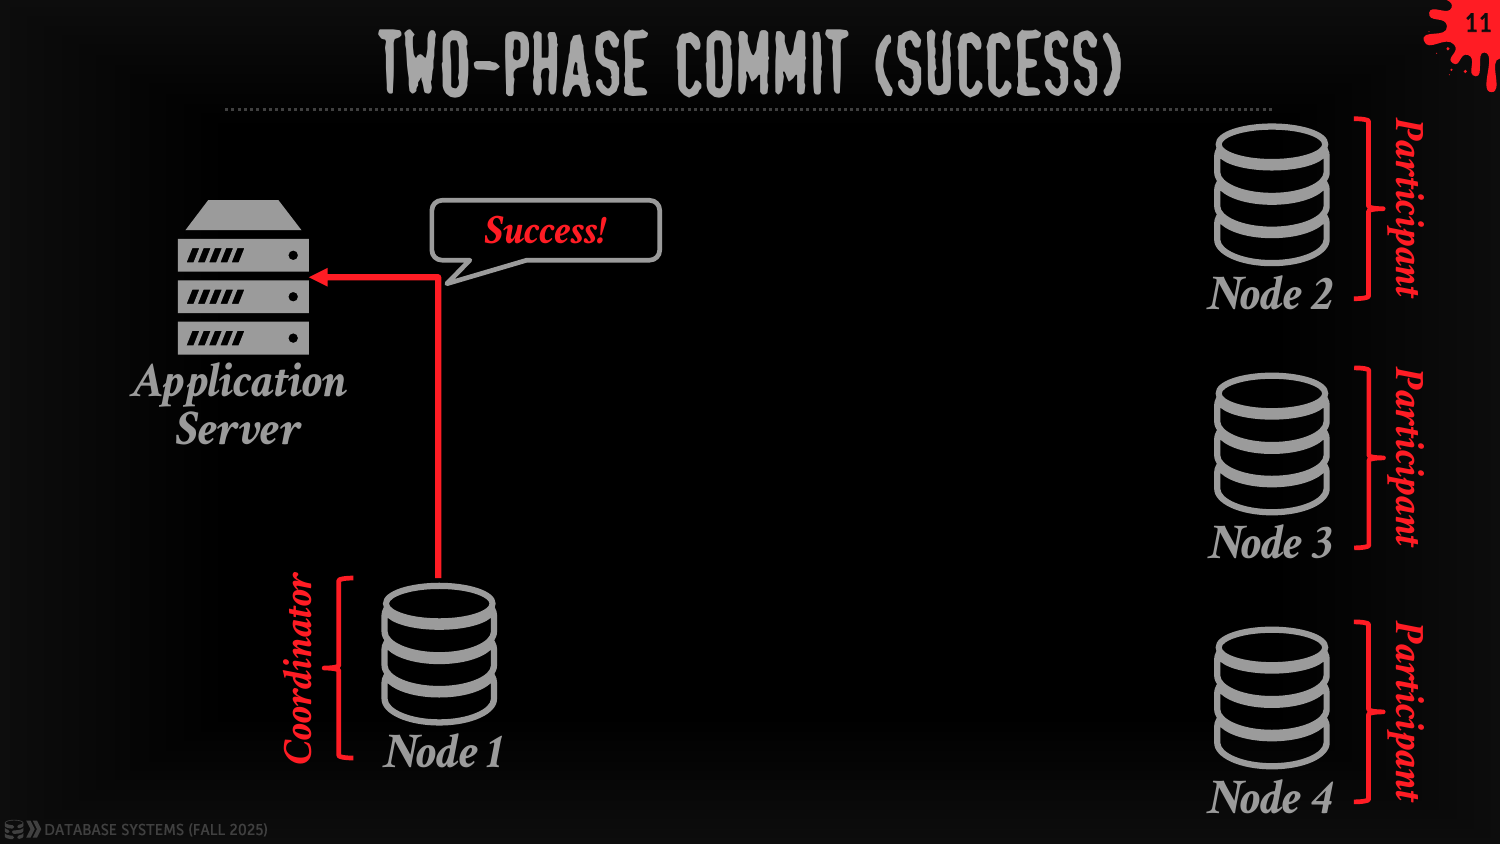 11
TWO-PHASE COMMIT (SUCCESS)
Success!
Application
Server
Coordinator
Node 1
Node 2
Participant
Node 3
Participant
Node 4
Participant
DATABASE SYSTEMS (FALL 2025)